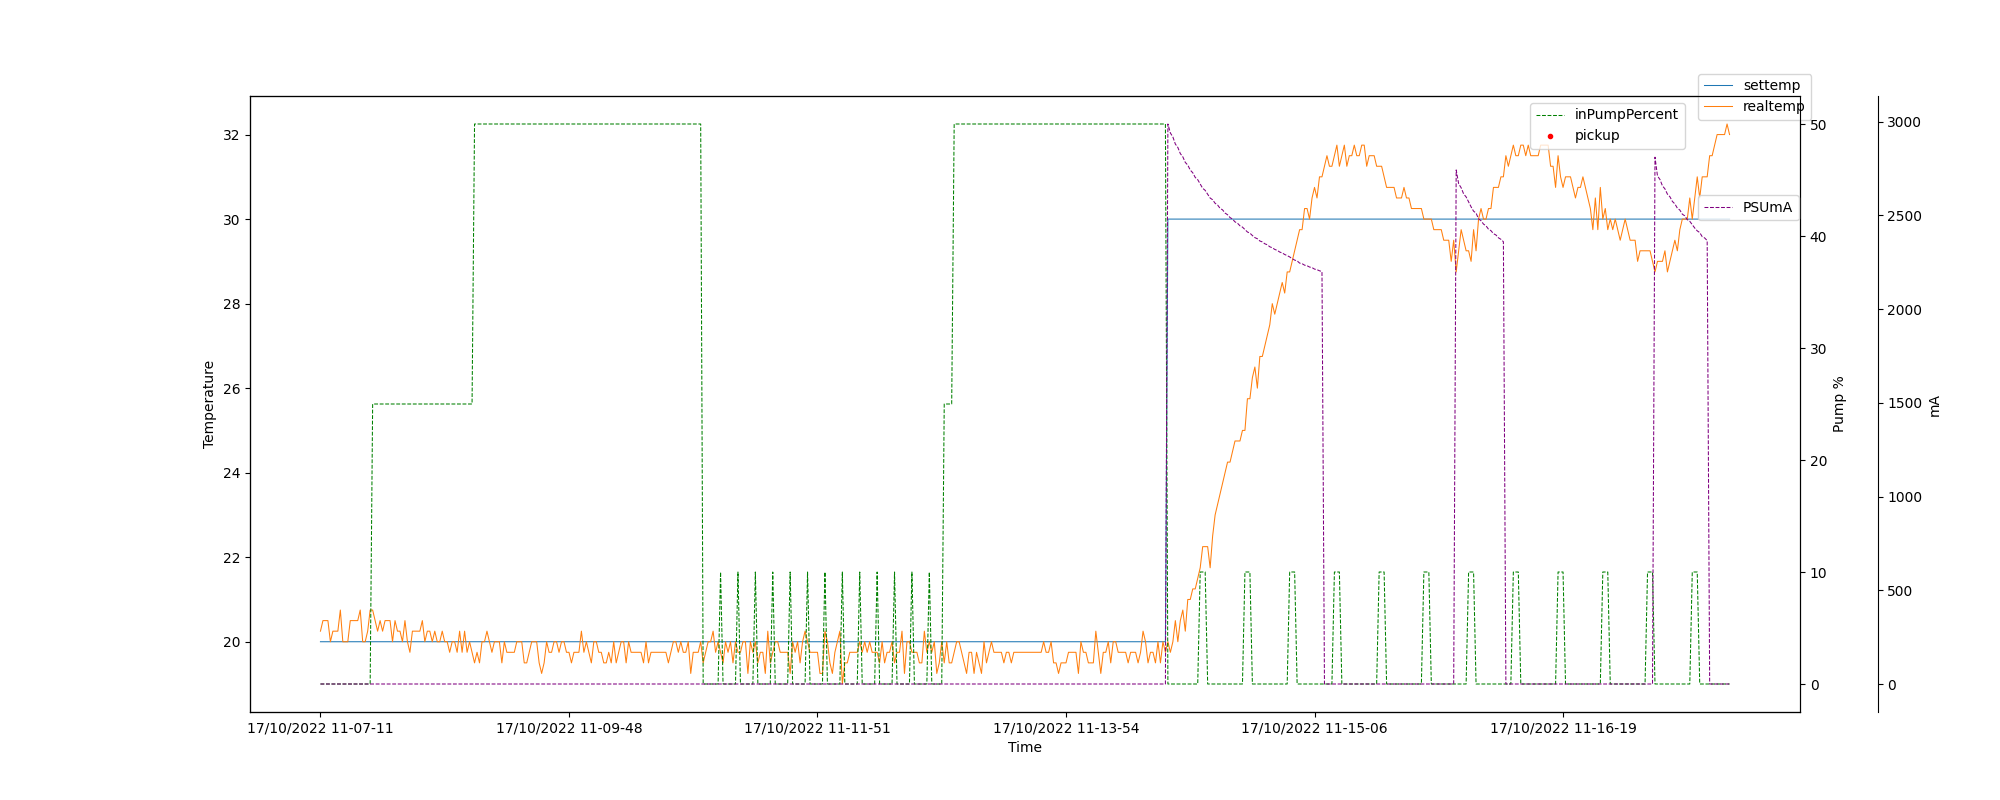 settemp
realtemp
inPumpPercent
pickup
PSUmA
32
30
28
26
24
22
20
Temperature
50
40
30
20
10
0
Pump %
3000
2500
2000
1500
1000
500
0
mA
17/10/2022 11-07-11
17/10/2022 11-09-48
17/10/2022 11-11-51
17/10/2022 11-13-54
17/10/2022 11-15-06
17/10/2022 11-16-19
Time